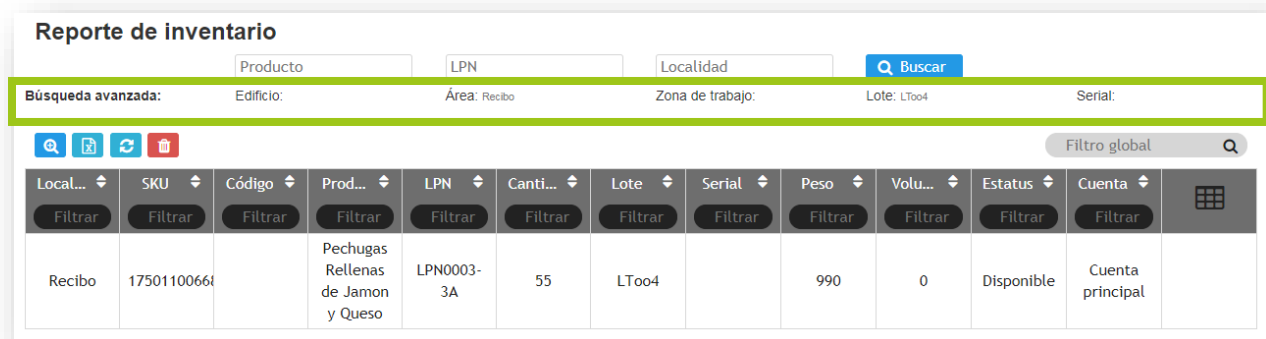 Reporte de inventario
Producto LPN Localidad Buscar
Búsqueda avanzada: Edificio: Área: Recibo Zona de trabajo: Lote: LToo4 Serial:
Filtro global
Local... SKU Código Prod... LPN Canti... Lote Serial Peso Volu... Estatus Cuenta
Filtrar Filtrar Filtrar Filtrar Filtrar Filtrar Filtrar Filtrar Filtrar Filtrar Filtrar Filtrar
Recibo 1750110066 Pechugas Rellenas de Jamon y Queso LPN0003-3A 55 LToo4 990 0 Disponible Cuenta principal